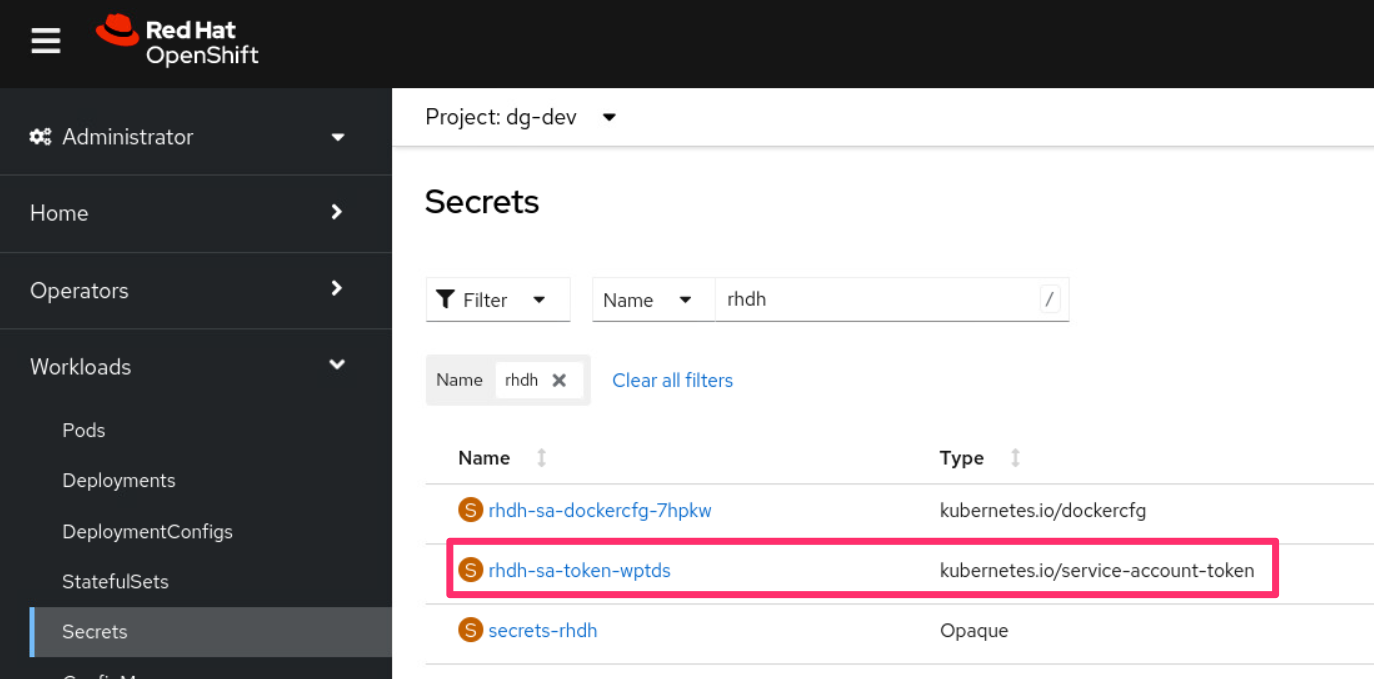 Red Hat
OpenShift
Administrator
Home
Operators
Workloads
Pods
Deployments
DeploymentConfigs
StatefulSets
Secrets
Project: dg-dev
Secrets
Filter Name rhdh /
Name rhdh Clear all filters
Name Type
S rhdh-sa-dockercfg-7hpkw kubernetes.io/dockercfg
S rhdh-sa-token-wptds kubernetes.io/service-account-token
S secrets-rhdh Opaque